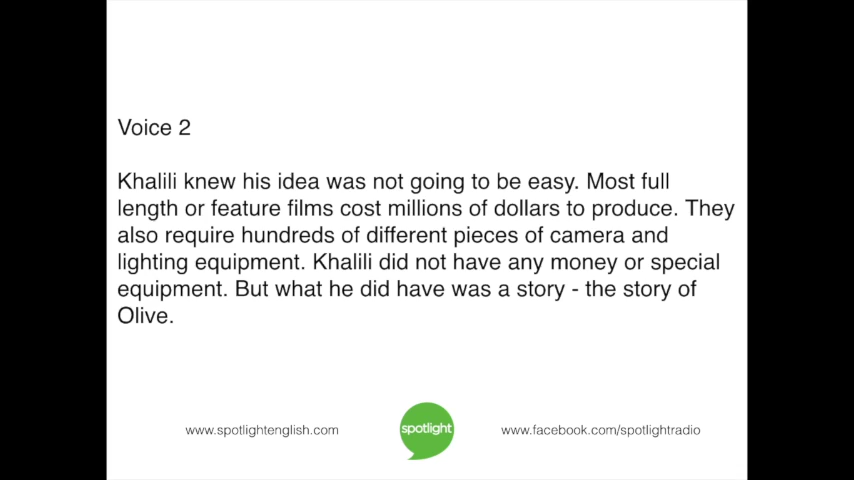 Voice 2
Khalili knew his idea was not going to be easy. Most full
length or feature films cost millions of dollars to produce. They
also require hundreds of different pieces of camera and
lighting equipment. Khalili did not have any money or special
equipment. But what he did have was a story - the story of
Olive.
www.spotlightenglish.com
spotlight
www.facebook.com/spotlightradio